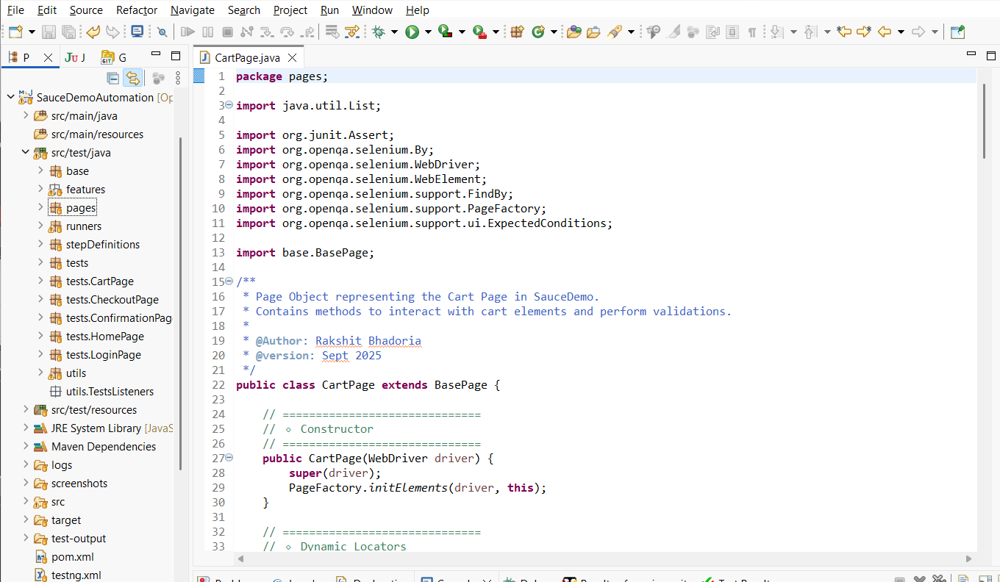 File Edit Source Refactor Navigate Search Project Run Window Help
P JU J GIT G
CartPage.java
SauceDemoAutomation [Op
src/main/java
src/main/resources
src/test/java
base
features
pages
runners
stepDefinitions
tests
tests.CartPage
tests.CheckoutPage
tests.ConfirmationPag
tests.HomePage
tests.LoginPage
utils
utils.TestsListeners
src/test/resources
JRE System Library [JavaS
Maven Dependencies
logs
screenshots
src
target
test-output
pom.xml
testng.xml
1 package pages;
2
3 import java.util.List;
4
5 import org.junit.Assert;
6 import org.openqa.selenium.By;
7 import org.openqa.selenium.WebDriver;
8 import org.openqa.selenium.WebElement;
9 import org.openqa.selenium.support.FindBy;
10 import org.openqa.selenium.support.PageFactory;
11 import org.openqa.selenium.support.ui.ExpectedConditions;
12
13 import base.BasePage;
14
15 /**
16 * Page Object representing the Cart Page in SauceDemo.
17 * Contains methods to interact with cart elements and perform validations.
18 *
19 * @Author: Rakshit Bhadoria
20 * @version: Sept 2025
21 */
22 public class CartPage extends BasePage {
23
24 // ==============================
25 // ⋄ Constructor
26 // ==============================
27 public CartPage(WebDriver driver) {
28 super(driver);
29 PageFactory.initElements(driver, this);
30 }
31
32 // ==============================
33 // ⋄ Dynamic Locators